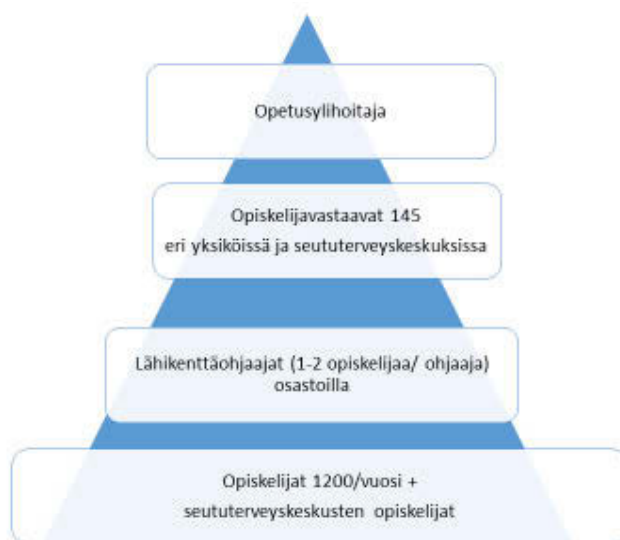 Opetusylihoitaja
Opiskelijavastaavat 145
eri yksiköissä ja seututerveyskeskuksissa
Lähikenttäohjaajat (1-2 opiskelijaa/ ohjaaja)
osastoilla
Opiskelijat 1200/vuosi +
seututerveyskeskusten opiskelijat